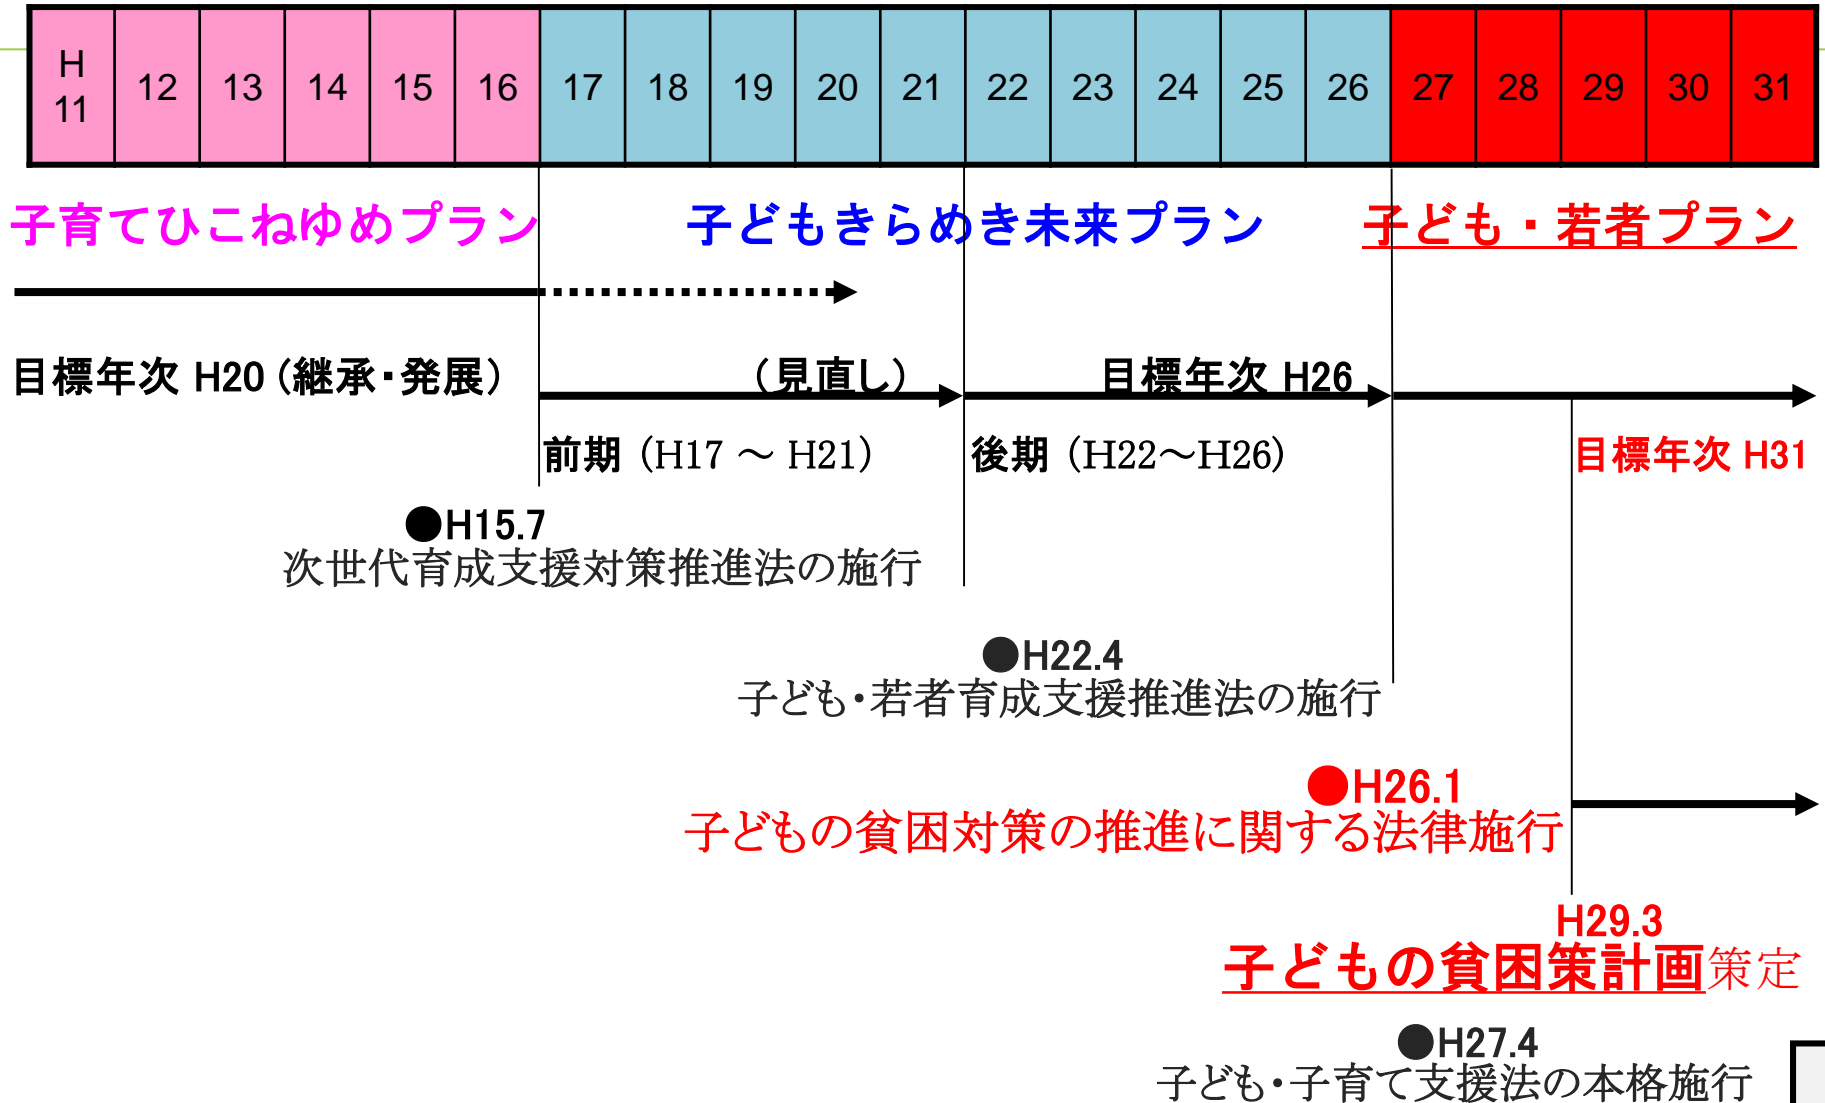 H 11 12 13 14 15 16 17 18 19 20 21 22 23 24 25 26 27 28 29 30 31
子育てひこねゆめプラン 子どもきらめき未来プラン 子ども・若者プラン
目標年次 H20 (継承・発展) (見直し) 目標年次 H26
前期 (H17 ～ H21) 後期 (H22～H26) 目標年次 H31
●H15.7
次世代育成支援対策推進法の施行
●H22.4
子ども・若者育成支援推進法の施行
●H26.1
子どもの貧困対策の推進に関する法律施行
H29.3
子どもの貧困策計画策定
●H27.4
子ども・子育て支援法の本格施行